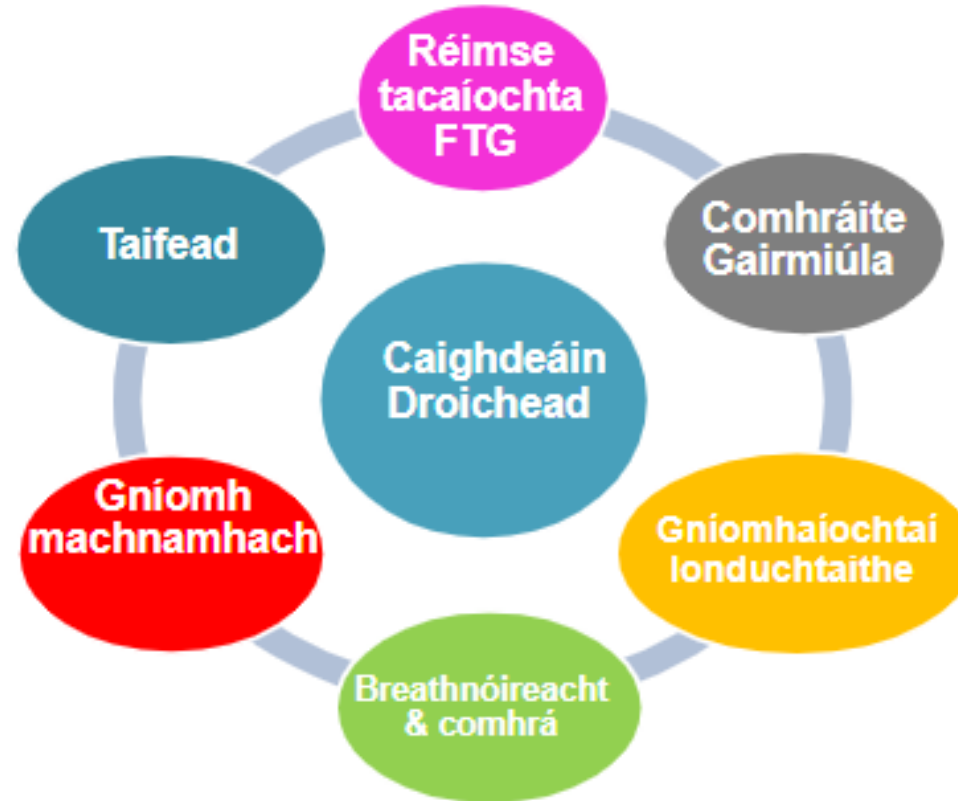 Réimse
tacaíochta
FTG
Comhráite
Gairmiúla
Gníomhaíochtaí
Ionduchtaithe
Breathnóireacht
& comhrá
Gníomh
machnamhach
Taifead
Caighdeáin
Droichead